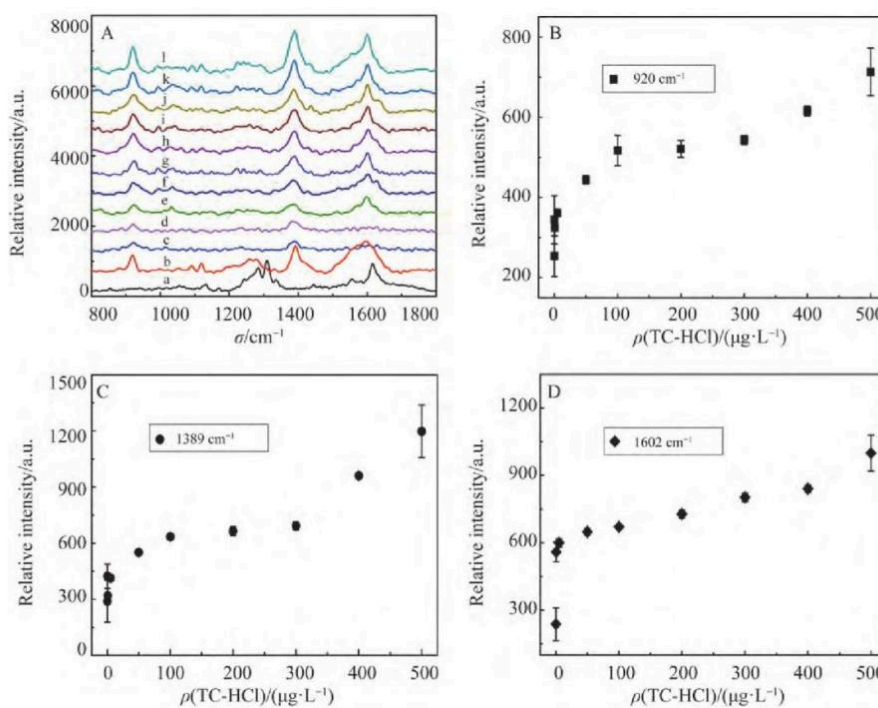 A
8000
6000
4000
2000
0
Relative intensity/a.u.
l
k
j
i
h
g
f
e
d
c
b
a
800 1000 1200 1400 1600 1800
σ/cm⁻¹
B
800
600
400
200
Relative intensity/a.u.
920 cm⁻¹
0 100 200 300 400 500
ρ(TC-HCl)/(μg·L⁻¹)
C
1500
1200
900
600
300
0
Relative intensity/a.u.
1389 cm⁻¹
0 100 200 300 400 500
ρ(TC-HCl)/(μg·L⁻¹)
D
1200
900
600
300
Relative intensity/a.u.
1602 cm⁻¹
0 100 200 300 400 500
ρ(TC-HCl)/(μg·L⁻¹)